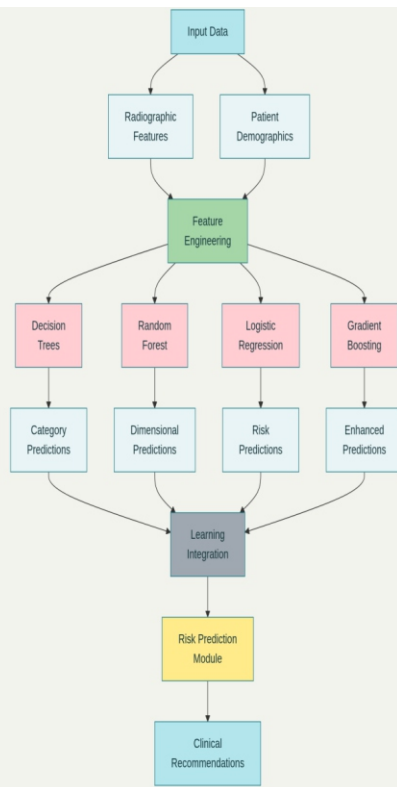 Input Data
Radiographic
Features
Patient
Demographics
Feature
Engineering
Decision
Trees
Random
Forest
Logistic
Regression
Gradient
Boosting
Category
Predictions
Dimensional
Predictions
Risk
Predictions
Enhanced
Predictions
Learning
Integration
Risk Prediction
Module
Clinical
Recommendations